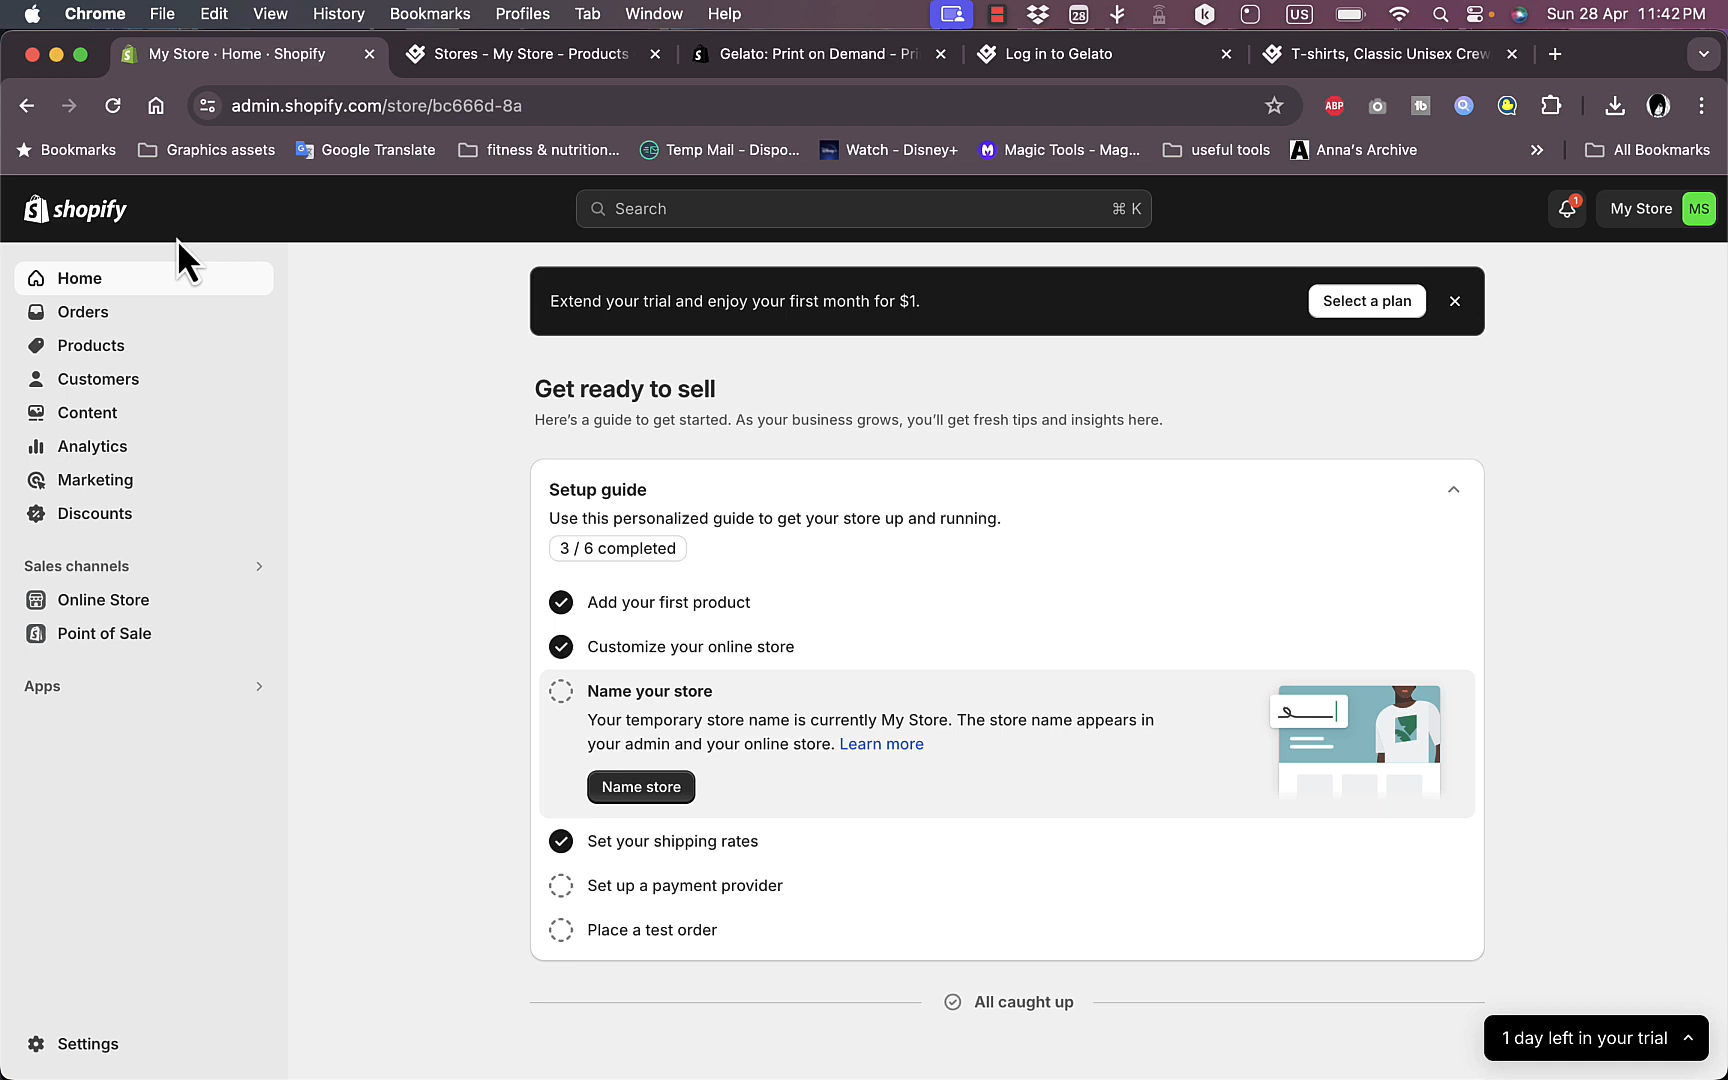 Chrome File Edit View History Bookmarks Profiles Tab Window Help 28 US Sun 28 Apr 11:42 PM
My Store · Home · Shopify Stores - My Store - Products Gelato: Print on Demand - Pri Log in to Gelato T-shirts, Classic Unisex Crew
admin.shopify.com/store/bc666d-8a ABP tb
Bookmarks Graphics assets Google Translate fitness & nutrition... Temp Mail - Dispo... Watch - Disney+ Magic Tools - Mag... useful tools Anna's Archive All Bookmarks
shopify Search ⌘ K 1 My Store MS
Home
Orders
Products
Customers
Content
Analytics
Marketing
Discounts
Sales channels
Online Store
Point of Sale
Apps
Settings
Extend your trial and enjoy your first month for $1. Select a plan
Get ready to sell
Here's a guide to get started. As your business grows, you'll get fresh tips and insights here.
Setup guide
Use this personalized guide to get your store up and running.
3 / 6 completed
Add your first product
Customize your online store
Name your store
Your temporary store name is currently My Store. The store name appears in
your admin and your online store. Learn more
Name store
Set your shipping rates
Set up a payment provider
Place a test order
All caught up
1 day left in your trial